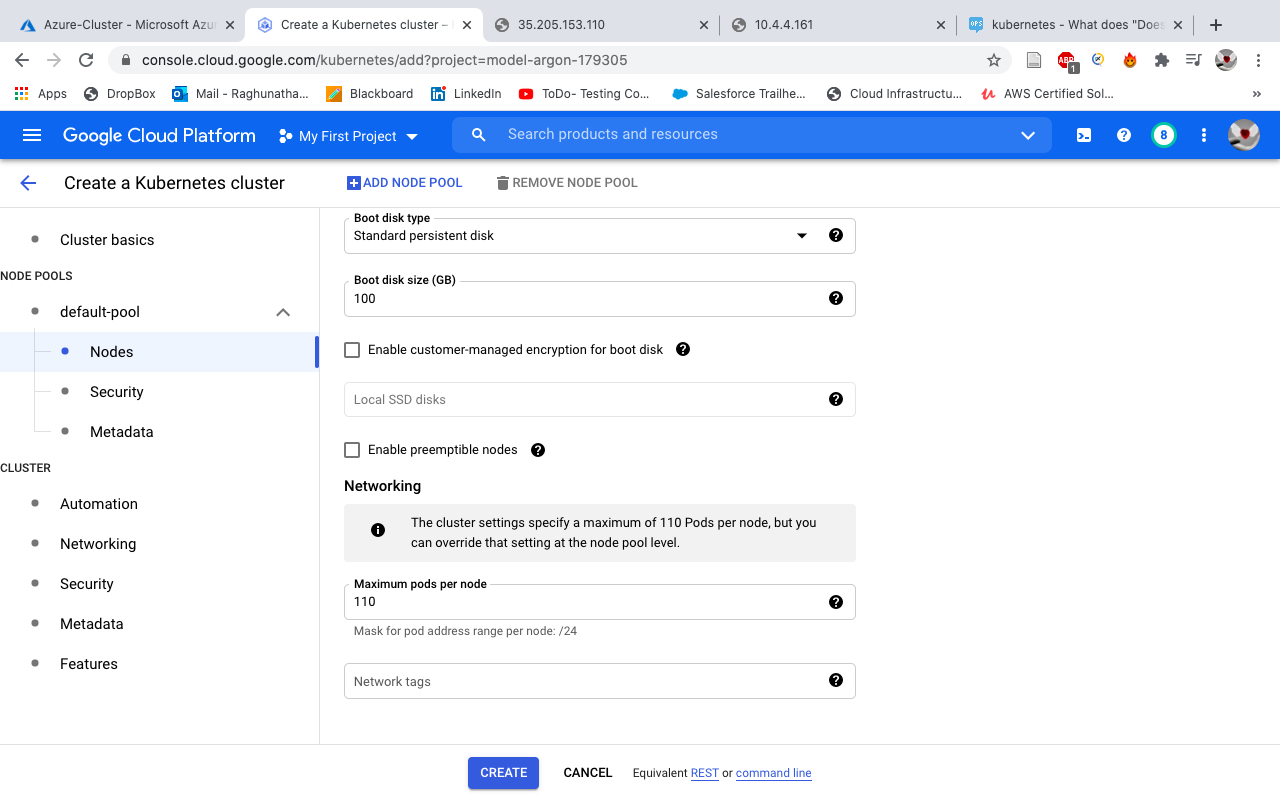 Azure-Cluster - Microsoft Azu
Create a Kubernetes cluster –
35.205.153.110
10.4.4.161
kubernetes - What does "Does
console.cloud.google.com/kubernetes/add?project=model-argon-179305
ABP
1
Apps
DropBox
Mail - Raghunatha...
Blackboard
LinkedIn
ToDo- Testing Co...
Salesforce Trailhe...
Cloud Infrastructu...
AWS Certified Sol...
»
Google Cloud Platform
My First Project
Search products and resources
8
Create a Kubernetes cluster
ADD NODE POOL
REMOVE NODE POOL
Cluster basics
NODE POOLS
default-pool
Nodes
Security
Metadata
CLUSTER
Automation
Networking
Security
Metadata
Features
Boot disk type
Standard persistent disk
Boot disk size (GB)
100
Enable customer-managed encryption for boot disk
Local SSD disks
Enable preemptible nodes
Networking
The cluster settings specify a maximum of 110 Pods per node, but you
can override that setting at the node pool level.
Maximum pods per node
110
Mask for pod address range per node: /24
Network tags
CREATE
CANCEL
Equivalent REST or command line